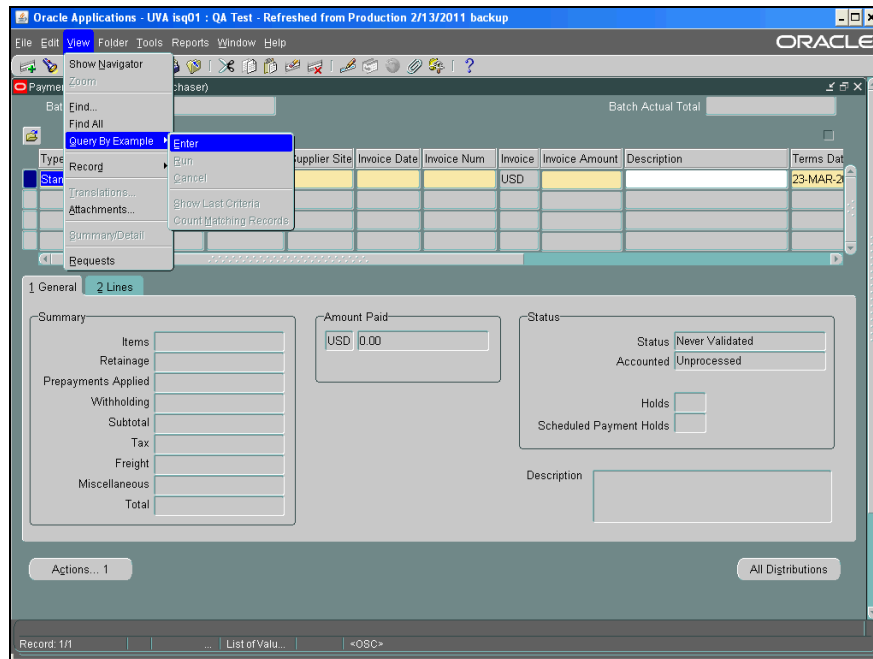 Oracle Applications - UVA isq01 : QA Test - Refreshed from Production 2/13/2011 backup
File Edit View Folder Tools Reports Window Help
ORACLE
Show Navigator
Zoom
chaser)
Find...
Batch Actual Total
Find All
Query By Example
Enter
Type
Supplier Site Invoice Date Invoice Num Invoice Invoice Amount Description Terms Dat
Record
Run
Stan
USD
23-MAR-20
Cancel
Translations...
Attachments...
Show Last Criteria
Count Matching Records
Summary/Detail
Requests
1 General 2 Lines
Summary
Amount Paid
Status
Items
USD 0.00
Status Never Validated
Retainage
Accounted Unprocessed
Prepayments Applied
Withholding
Holds
Subtotal
Scheduled Payment Holds
Tax
Freight
Description
Miscellaneous
Total
Actions... 1
All Distributions
Record: 1/1 ... List of Valu... <OSC>